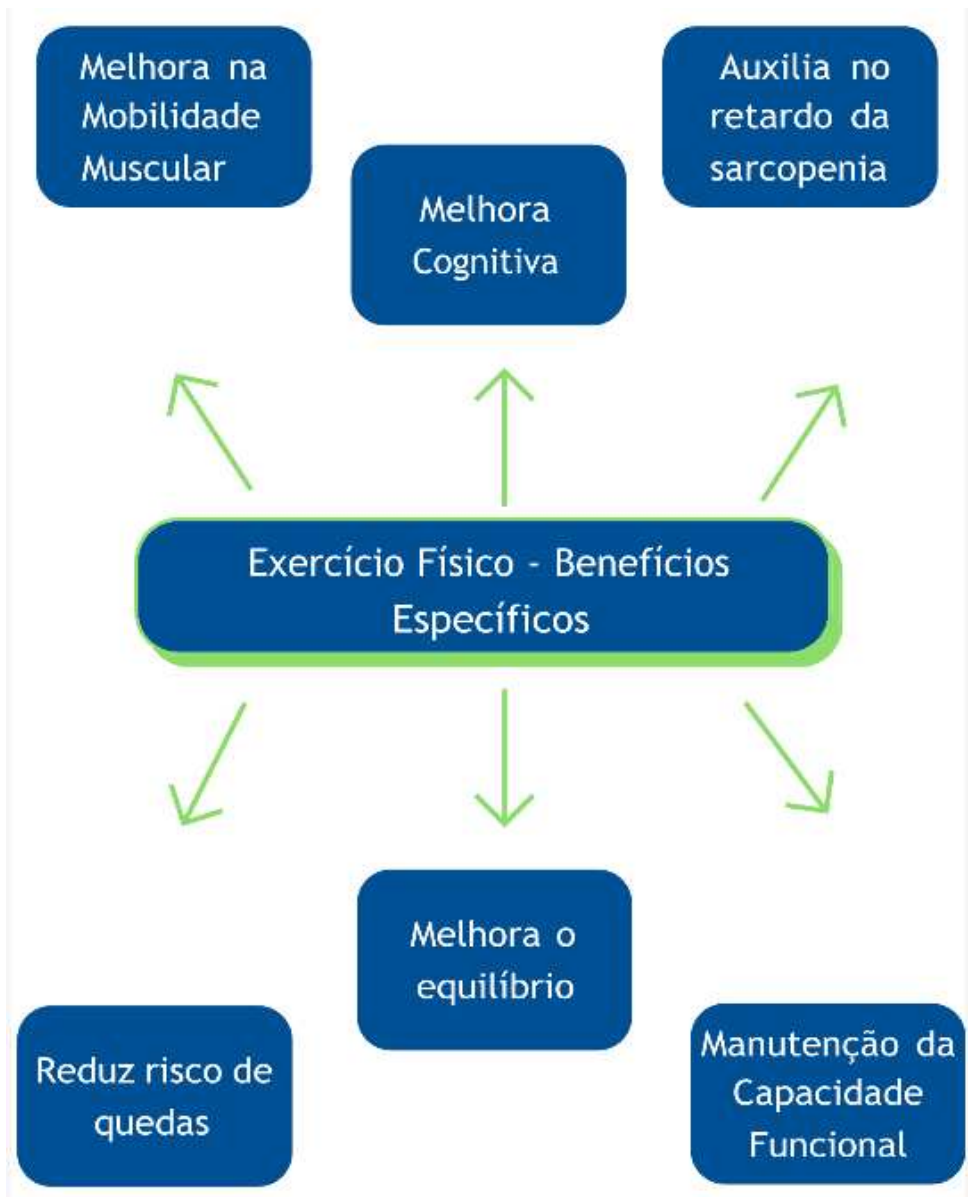 Melhora na
Mobilidade
Muscular
Auxilia no
retardo da
sarcopenia
Melhora
Cognitiva
Exercício Físico - Benefícios
Específicos
Melhora o
equilíbrio
Reduz risco de
quedas
Manutenção da
Capacidade
Funcional